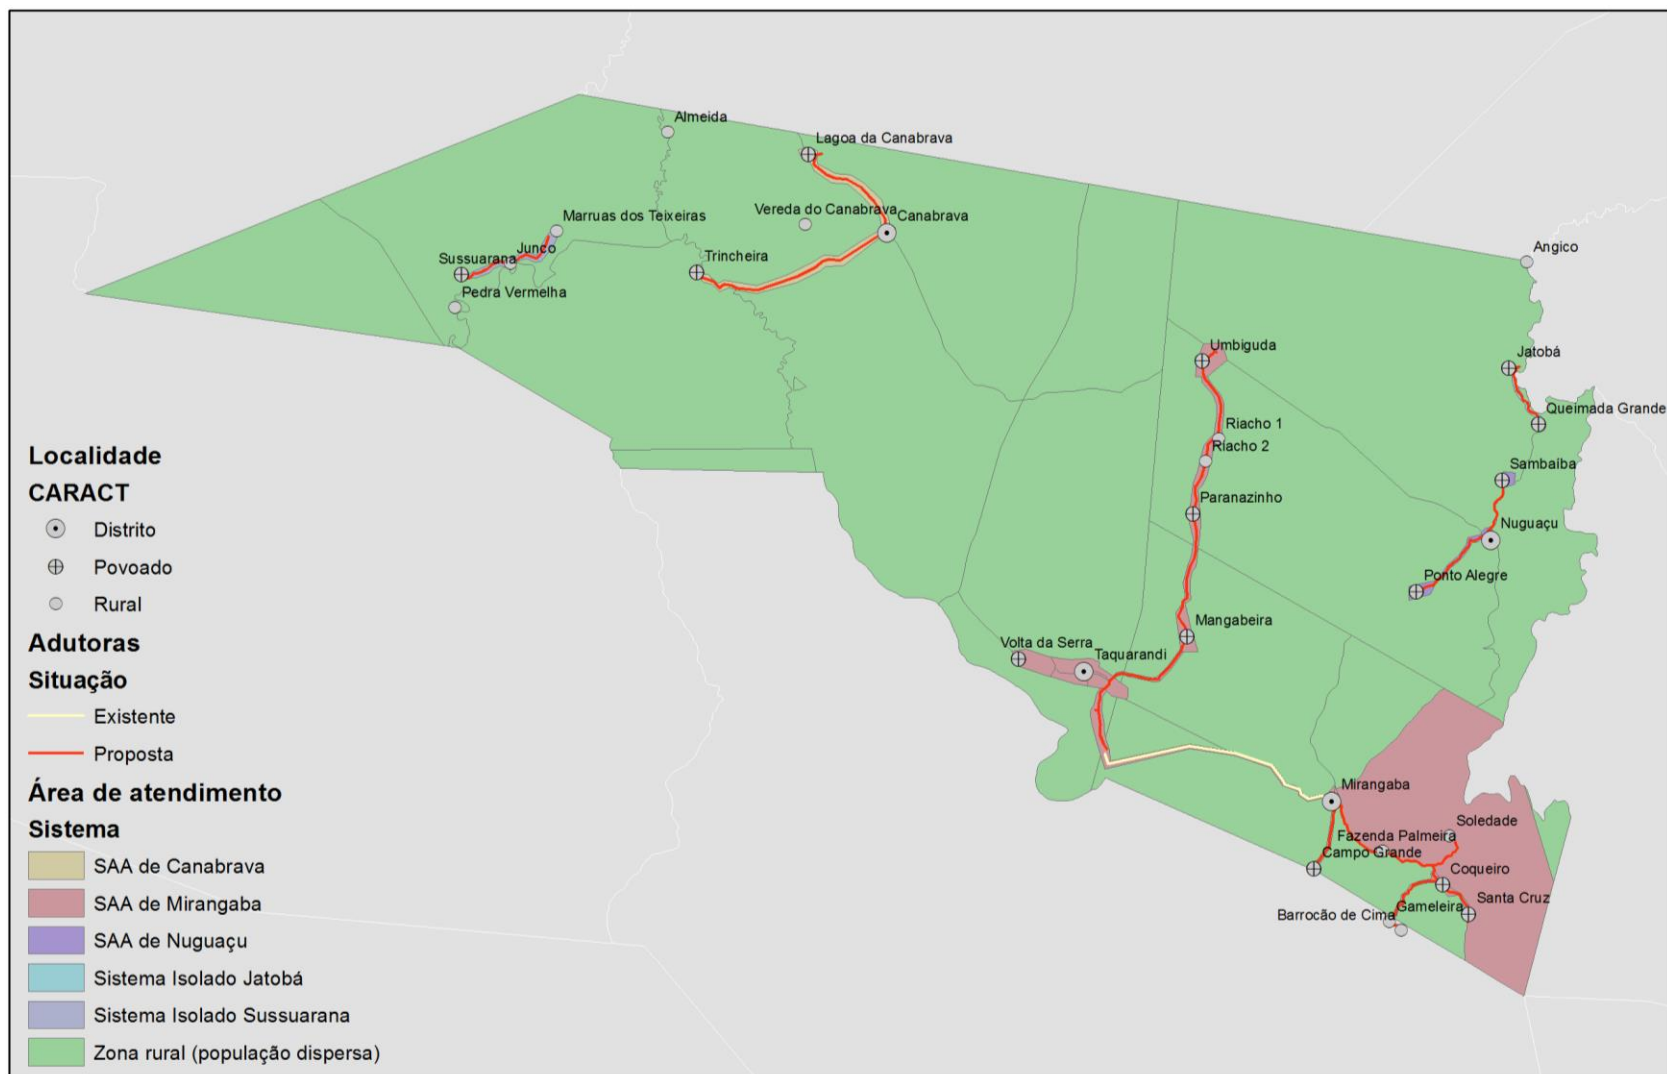 Almeida
Lagoa da Canabrava
Vereda do Canabrava
Canabrava
Marruas dos Teixeiras
Junco
Sussuarana
Trincheira
Pedra Vermelha
Angico
Umbiguda
Jatobá
Queimada Grande
Riacho 1
Riacho 2
Sambaíba
Paranazinho
Nuguaçu
Ponto Alegre
Mangabeira
Volta da Serra
Taquarandi
Mirangaba
Soledade
Fazenda Palmeira
Campo Grande
Coqueiro
Santa Cruz
Gameleira
Barrocão de Cima
Localidade
CARACT
Distrito
Povoado
Rural
Adutoras
Situação
Existente
Proposta
Área de atendimento
Sistema
SAA de Canabrava
SAA de Mirangaba
SAA de Nuguaçu
Sistema Isolado Jatobá
Sistema Isolado Sussuarana
Zona rural (população dispersa)